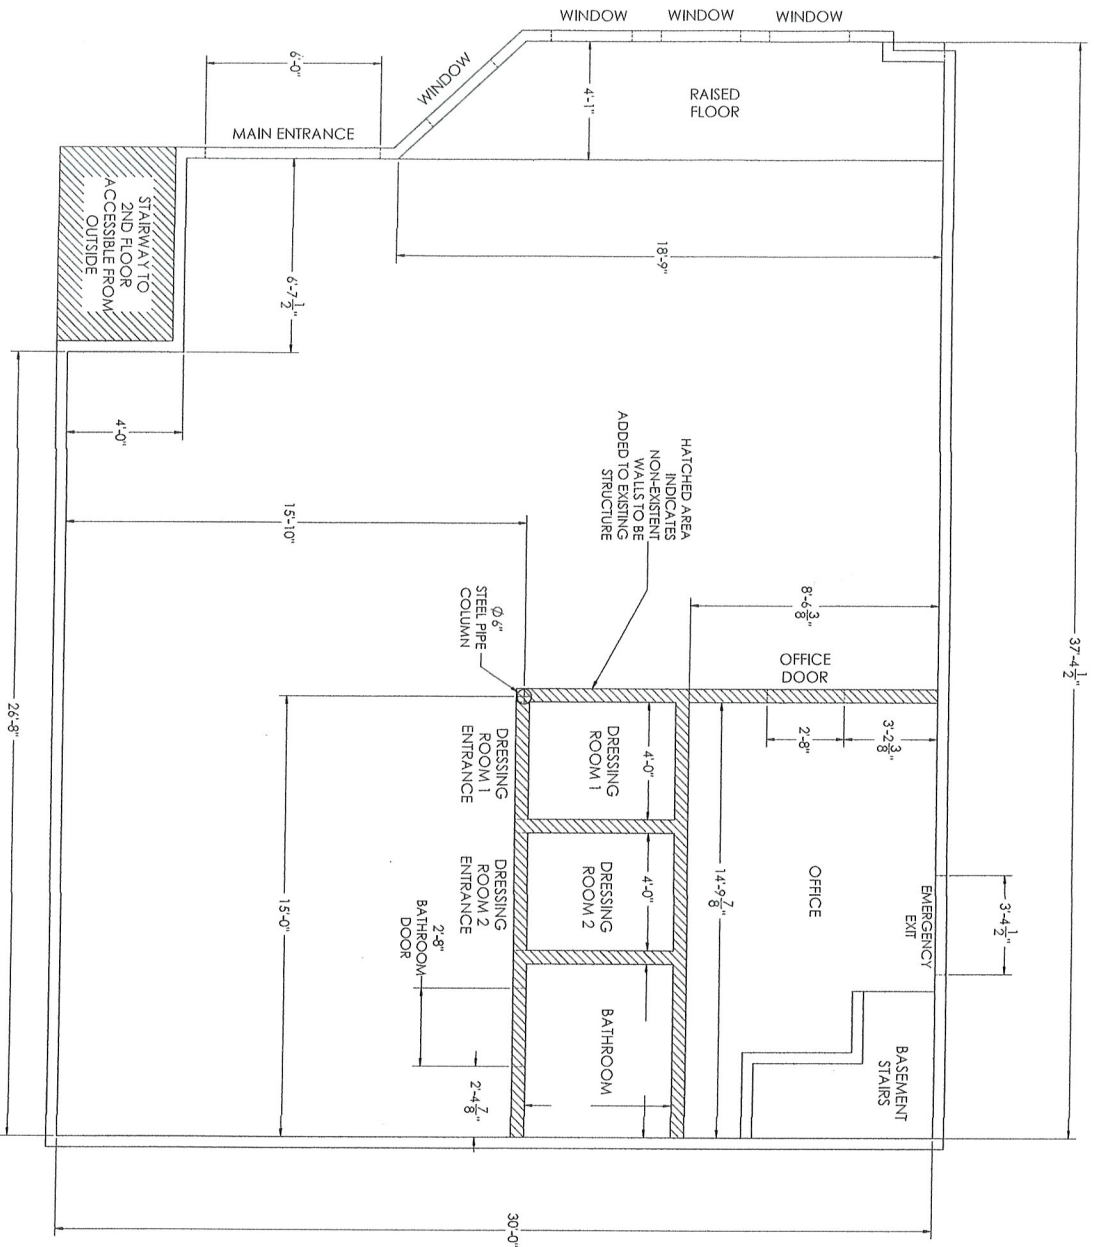 WINDOW
WINDOW
WINDOW
WINDOW
6'-0"
MAIN ENTRANCE
4'-1"
RAISED
FLOOR
STAIRWAY TO
2ND FLOOR
ACCESSIBLE FROM
OUTSIDE
6'-7 1/2"
18'-9"
4'-0"
15'-10"
HATCHED AREA
INDICATES
NON-EXISTENT
WALLS TO BE
ADDED TO EXISTING
STRUCTURE
Ø 6"
STEEL PIPE
COLUMN
8'-6 3/8"
OFFICE
DOOR
37'-4 1/2"
26'-8"
15'-0"
DRESSING
ROOM 1
ENTRANCE
DRESSING
ROOM 1
4'-0"
2'-8"
3'-2 3/8"
DRESSING
ROOM 2
ENTRANCE
DRESSING
ROOM 2
4'-0"
14'-9 7/8"
OFFICE
EMERGENCY
EXIT
3'-4 1/2"
2'-8"
BATHROOM
DOOR
2'-4 7/8"
BATHROOM
BASEMENT
STAIRS
30'-0"